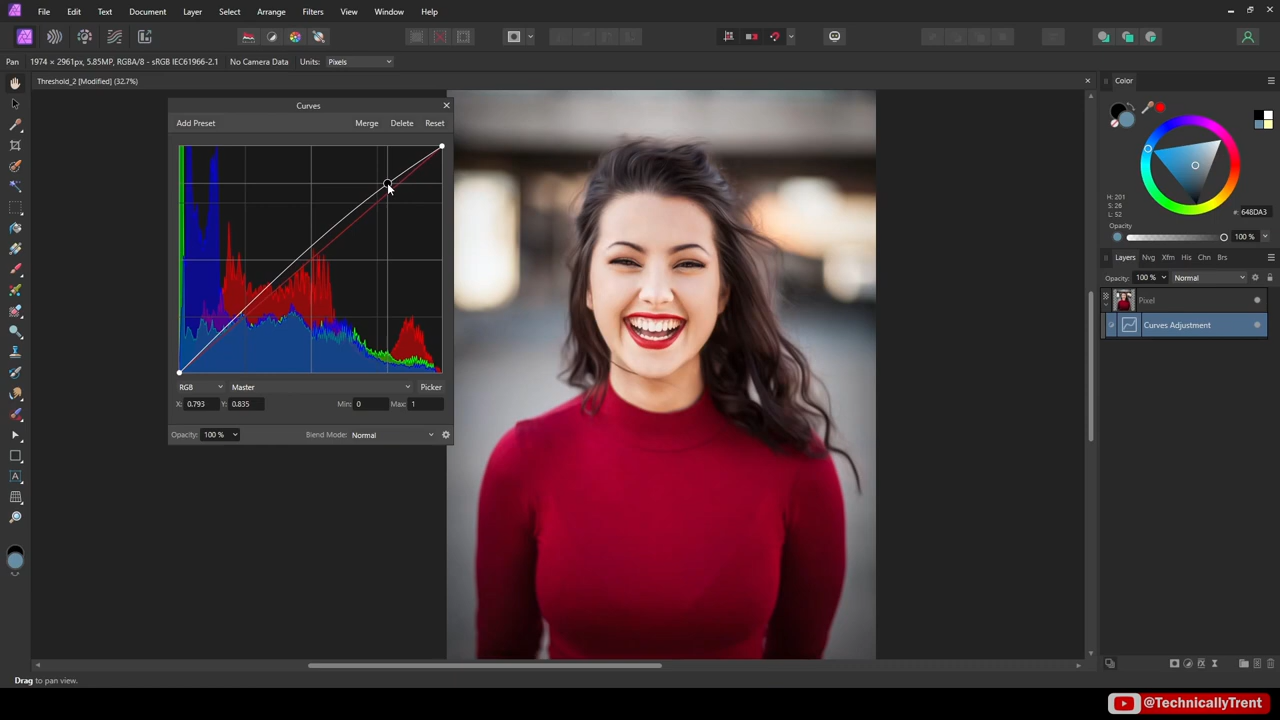 File Edit Text Document Layer Select Arrange Filters View Window Help
Pan 1974 × 2961px, 5.85MP, RGBA/8 - sRGB IEC61966-2.1 No Camera Data Units: Pixels
Threshold_2 [Modified] (32.7%)
Color
Curves
Add Preset Merge Delete Reset
H: 201
S: 26
L: 52
#: 648DA3
Opacity
100 %
Layers Nvg Xfm His Chn Brs
Opacity: 100 % Normal
Pixel
Curves Adjustment
RGB Master Picker
X: 0.793 Y: 0.835 Min: 0 Max: 1
Opacity: 100 % Blend Mode: Normal
Drag to pan view.
@TechnicallyTrent